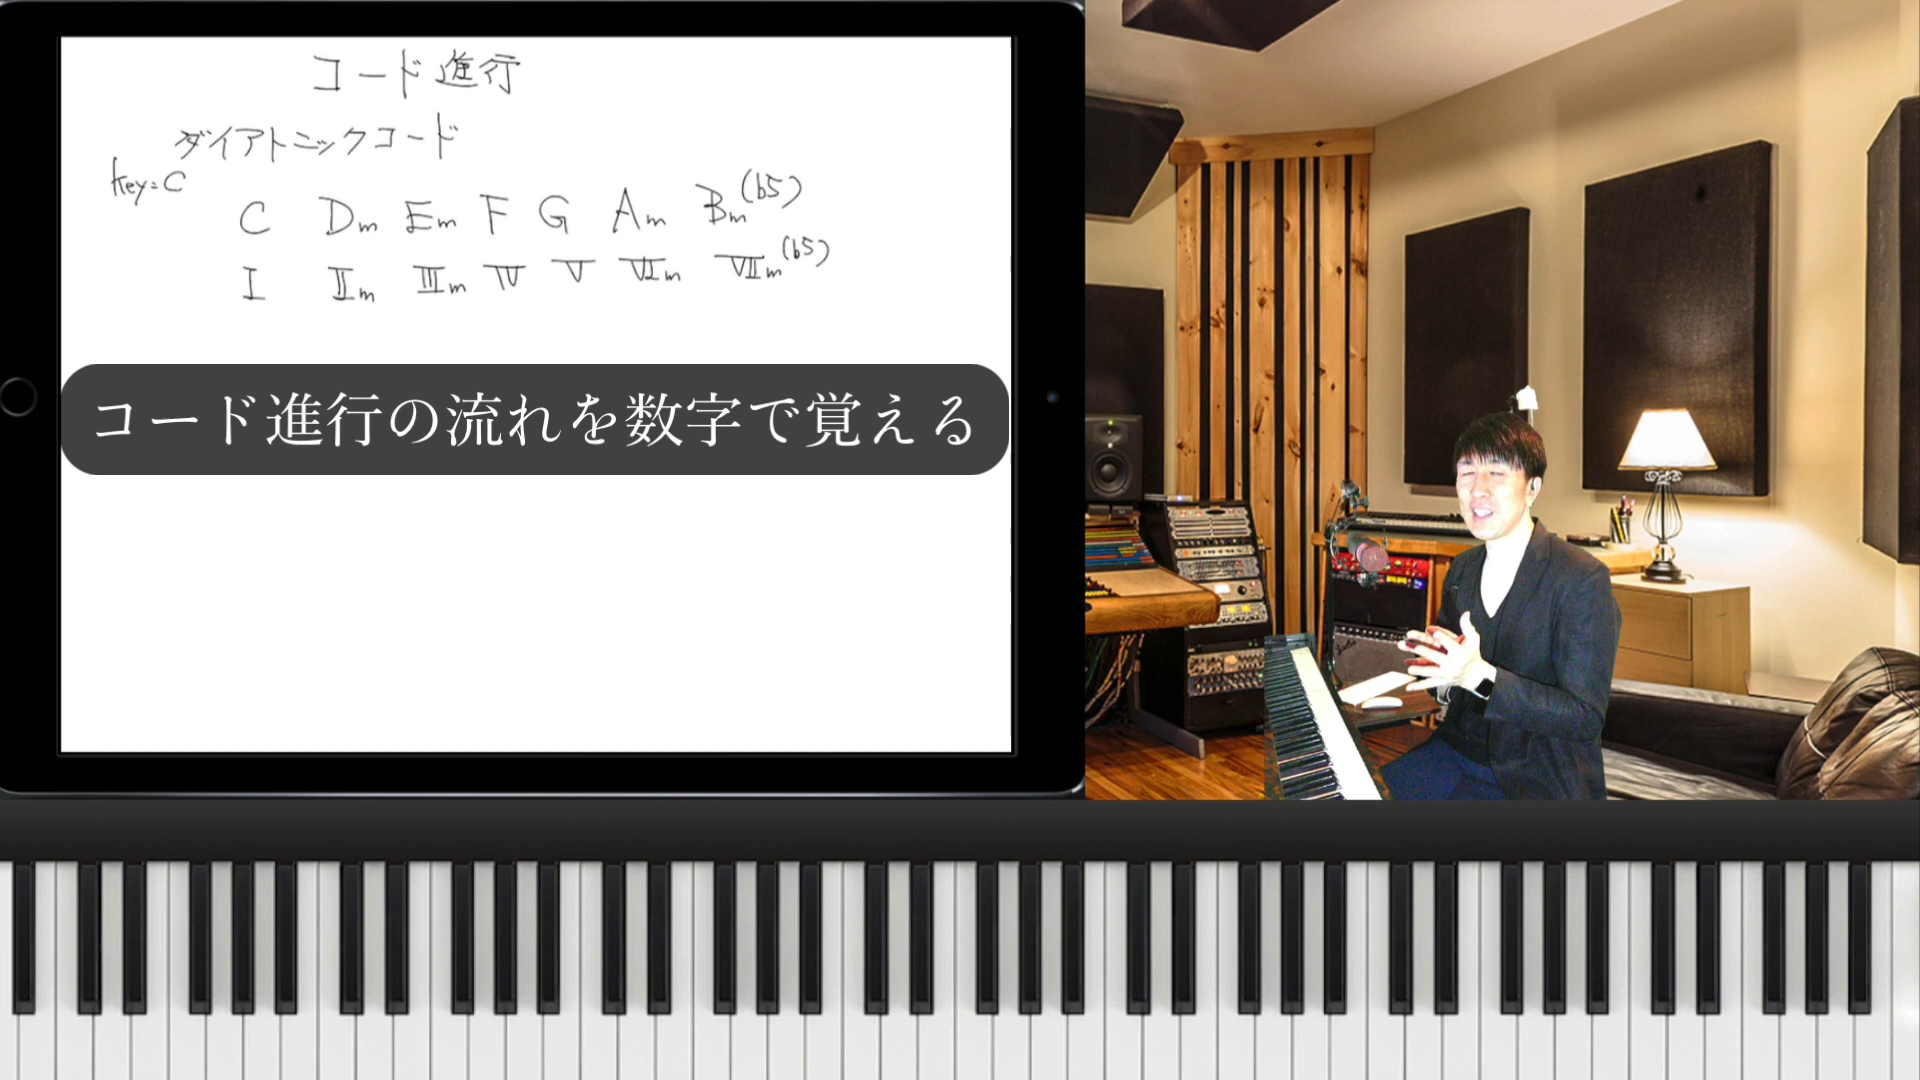 コード進行
ダイアトニックコード
key=C
C Dm Em F G Am Bm(b5)
I IIm IIIm IV V VIm VIIm(b5)
コード進行の流れを数字で覚える